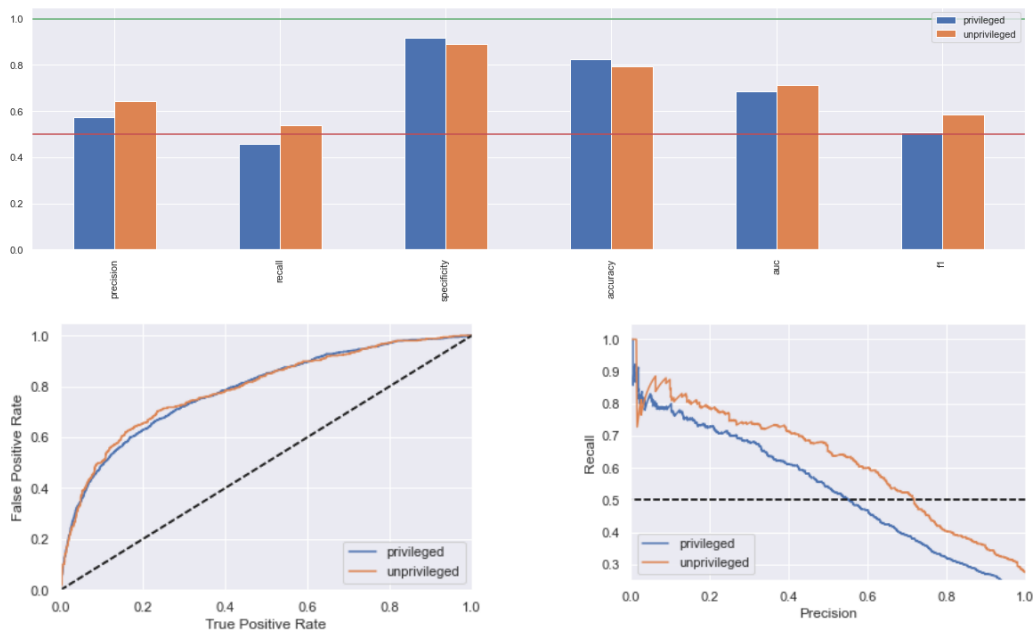 1.0
0.8
0.6
0.4
0.2
0.0
privileged
unprivileged
precision
recall
specificity
accuracy
auc
f1
1.0
0.8
0.6
0.4
0.2
0.0
False Positive Rate
privileged
unprivileged
0.0 0.2 0.4 0.6 0.8 1.0
True Positive Rate
1.0
0.9
0.8
0.7
0.6
0.5
0.4
0.3
Recall
privileged
unprivileged
0.0 0.2 0.4 0.6 0.8 1.0
Precision